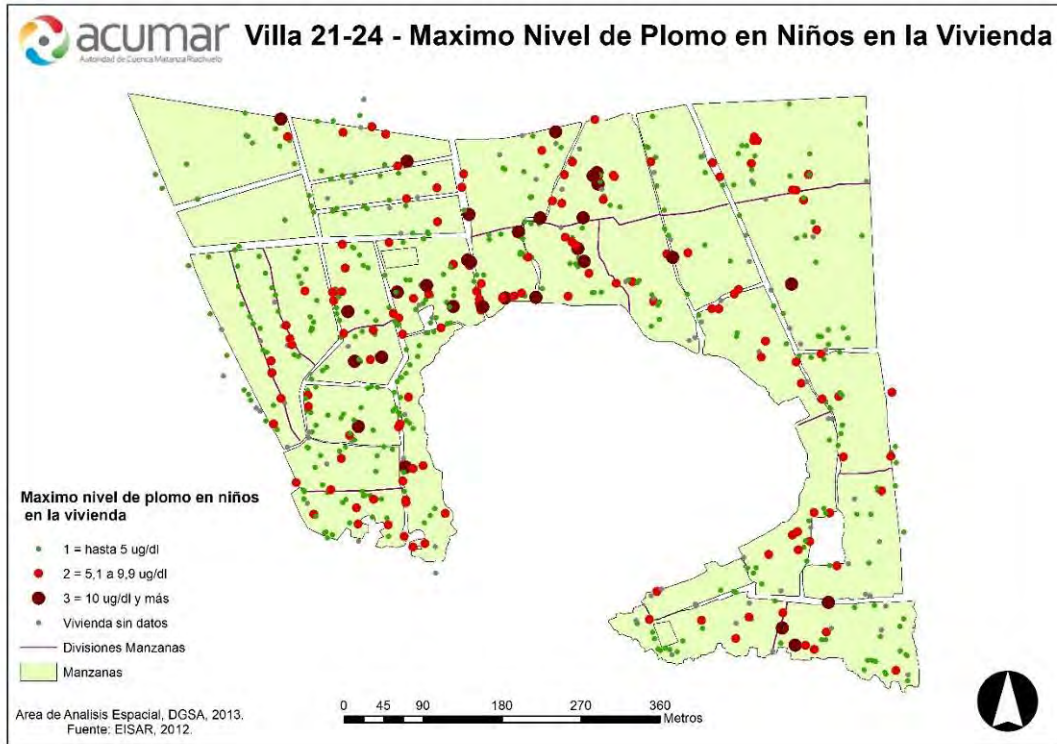 acumar
Autoridad de Cuenca Matanza Riachuelo
Villa 21-24 - Maximo Nivel de Plomo en Niños en la Vivienda
Maximo nivel de plomo en niños
en la vivienda
1 = hasta 5 ug/dl
2 = 5,1 a 9,9 ug/dl
3 = 10 ug/dl y más
Vivienda sin datos
Divisiones Manzanas
Manzanas
Area de Analisis Espacial, DGSA, 2013.
Fuente: EISAR, 2012.
0 45 90 180 270 360
Metros